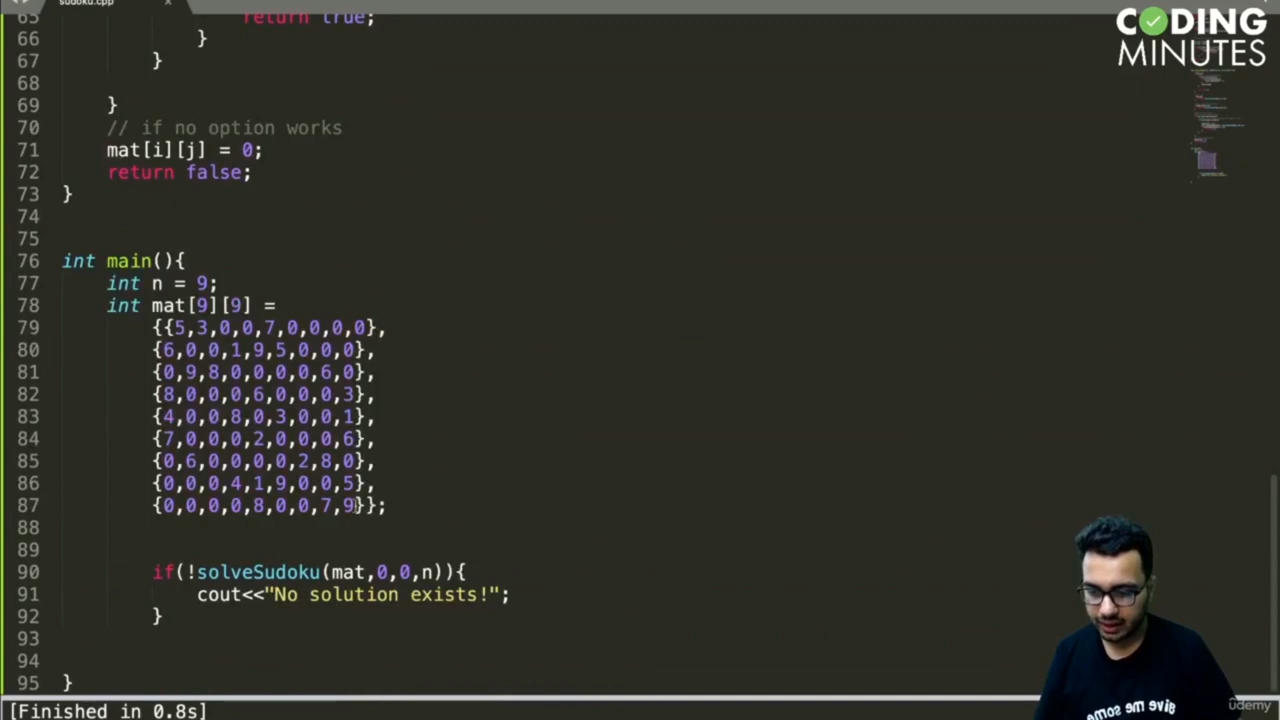 sudoku.cpp x
CODING
MINUTES
65 return true;
66 }
67 }
68
69 }
70 // if no option works
71 mat[i][j] = 0;
72 return false;
73 }
74
75
76 int main(){
77 int n = 9;
78 int mat[9][9] =
79 {{5,3,0,0,7,0,0,0,0},
80 {6,0,0,1,9,5,0,0,0},
81 {0,9,8,0,0,0,0,6,0},
82 {8,0,0,0,6,0,0,0,3},
83 {4,0,0,8,0,3,0,0,1},
84 {7,0,0,0,2,0,0,0,6},
85 {0,6,0,0,0,0,2,8,0},
86 {0,0,0,4,1,9,0,0,5},
87 {0,0,0,0,8,0,0,7,9}};
88
89
90 if(!solveSudoku(mat,0,0,n)){
91 cout<<"No solution exists!";
92 }
93
94
95 }
[Finished in 0.8s]
give me some
ûdemy